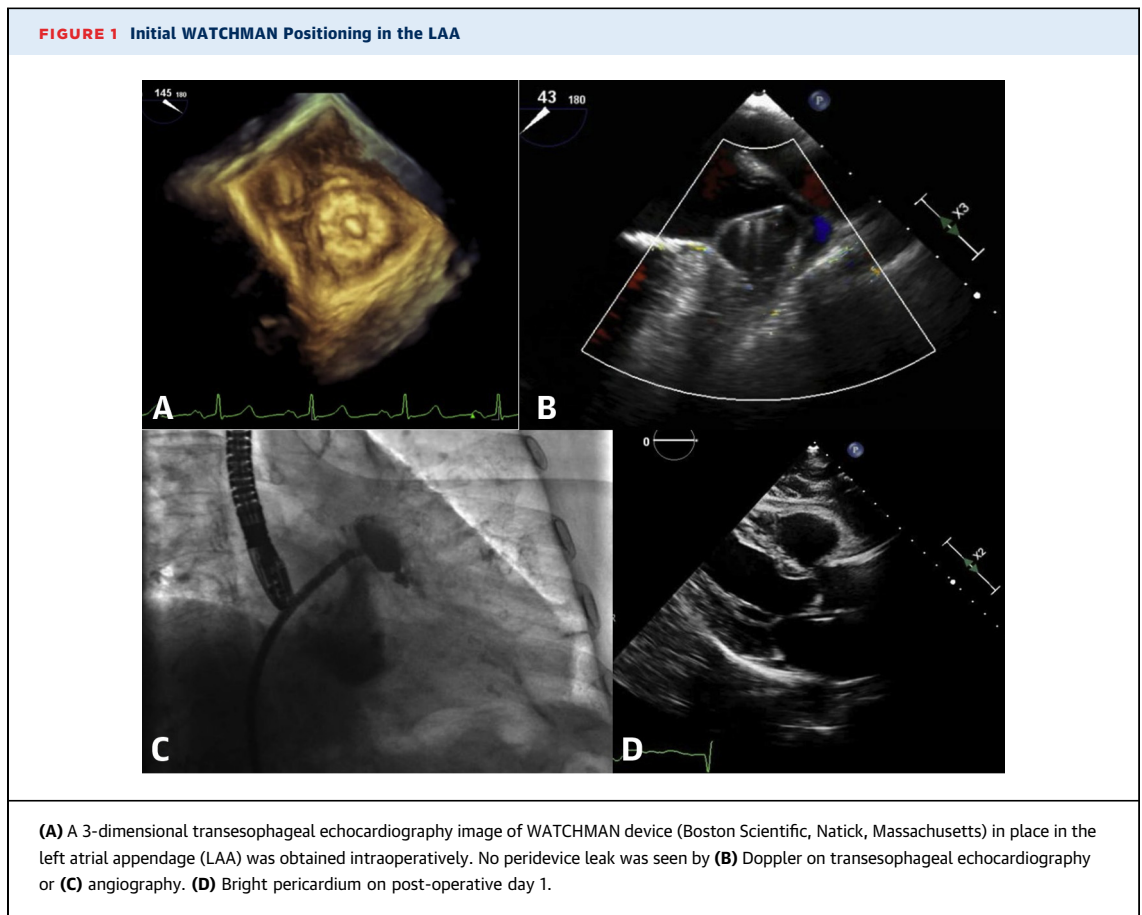 FIGURE 1 Initial WATCHMAN Positioning in the LAA
145 180
43 180
P
X3
A
B
0
P
X2
C
D
(A) A 3-dimensional transesophageal echocardiography image of WATCHMAN device (Boston Scientific, Natick, Massachusetts) in place in the
left atrial appendage (LAA) was obtained intraoperatively. No peridevice leak was seen by (B) Doppler on transesophageal echocardiography
or (C) angiography. (D) Bright pericardium on post-operative day 1.